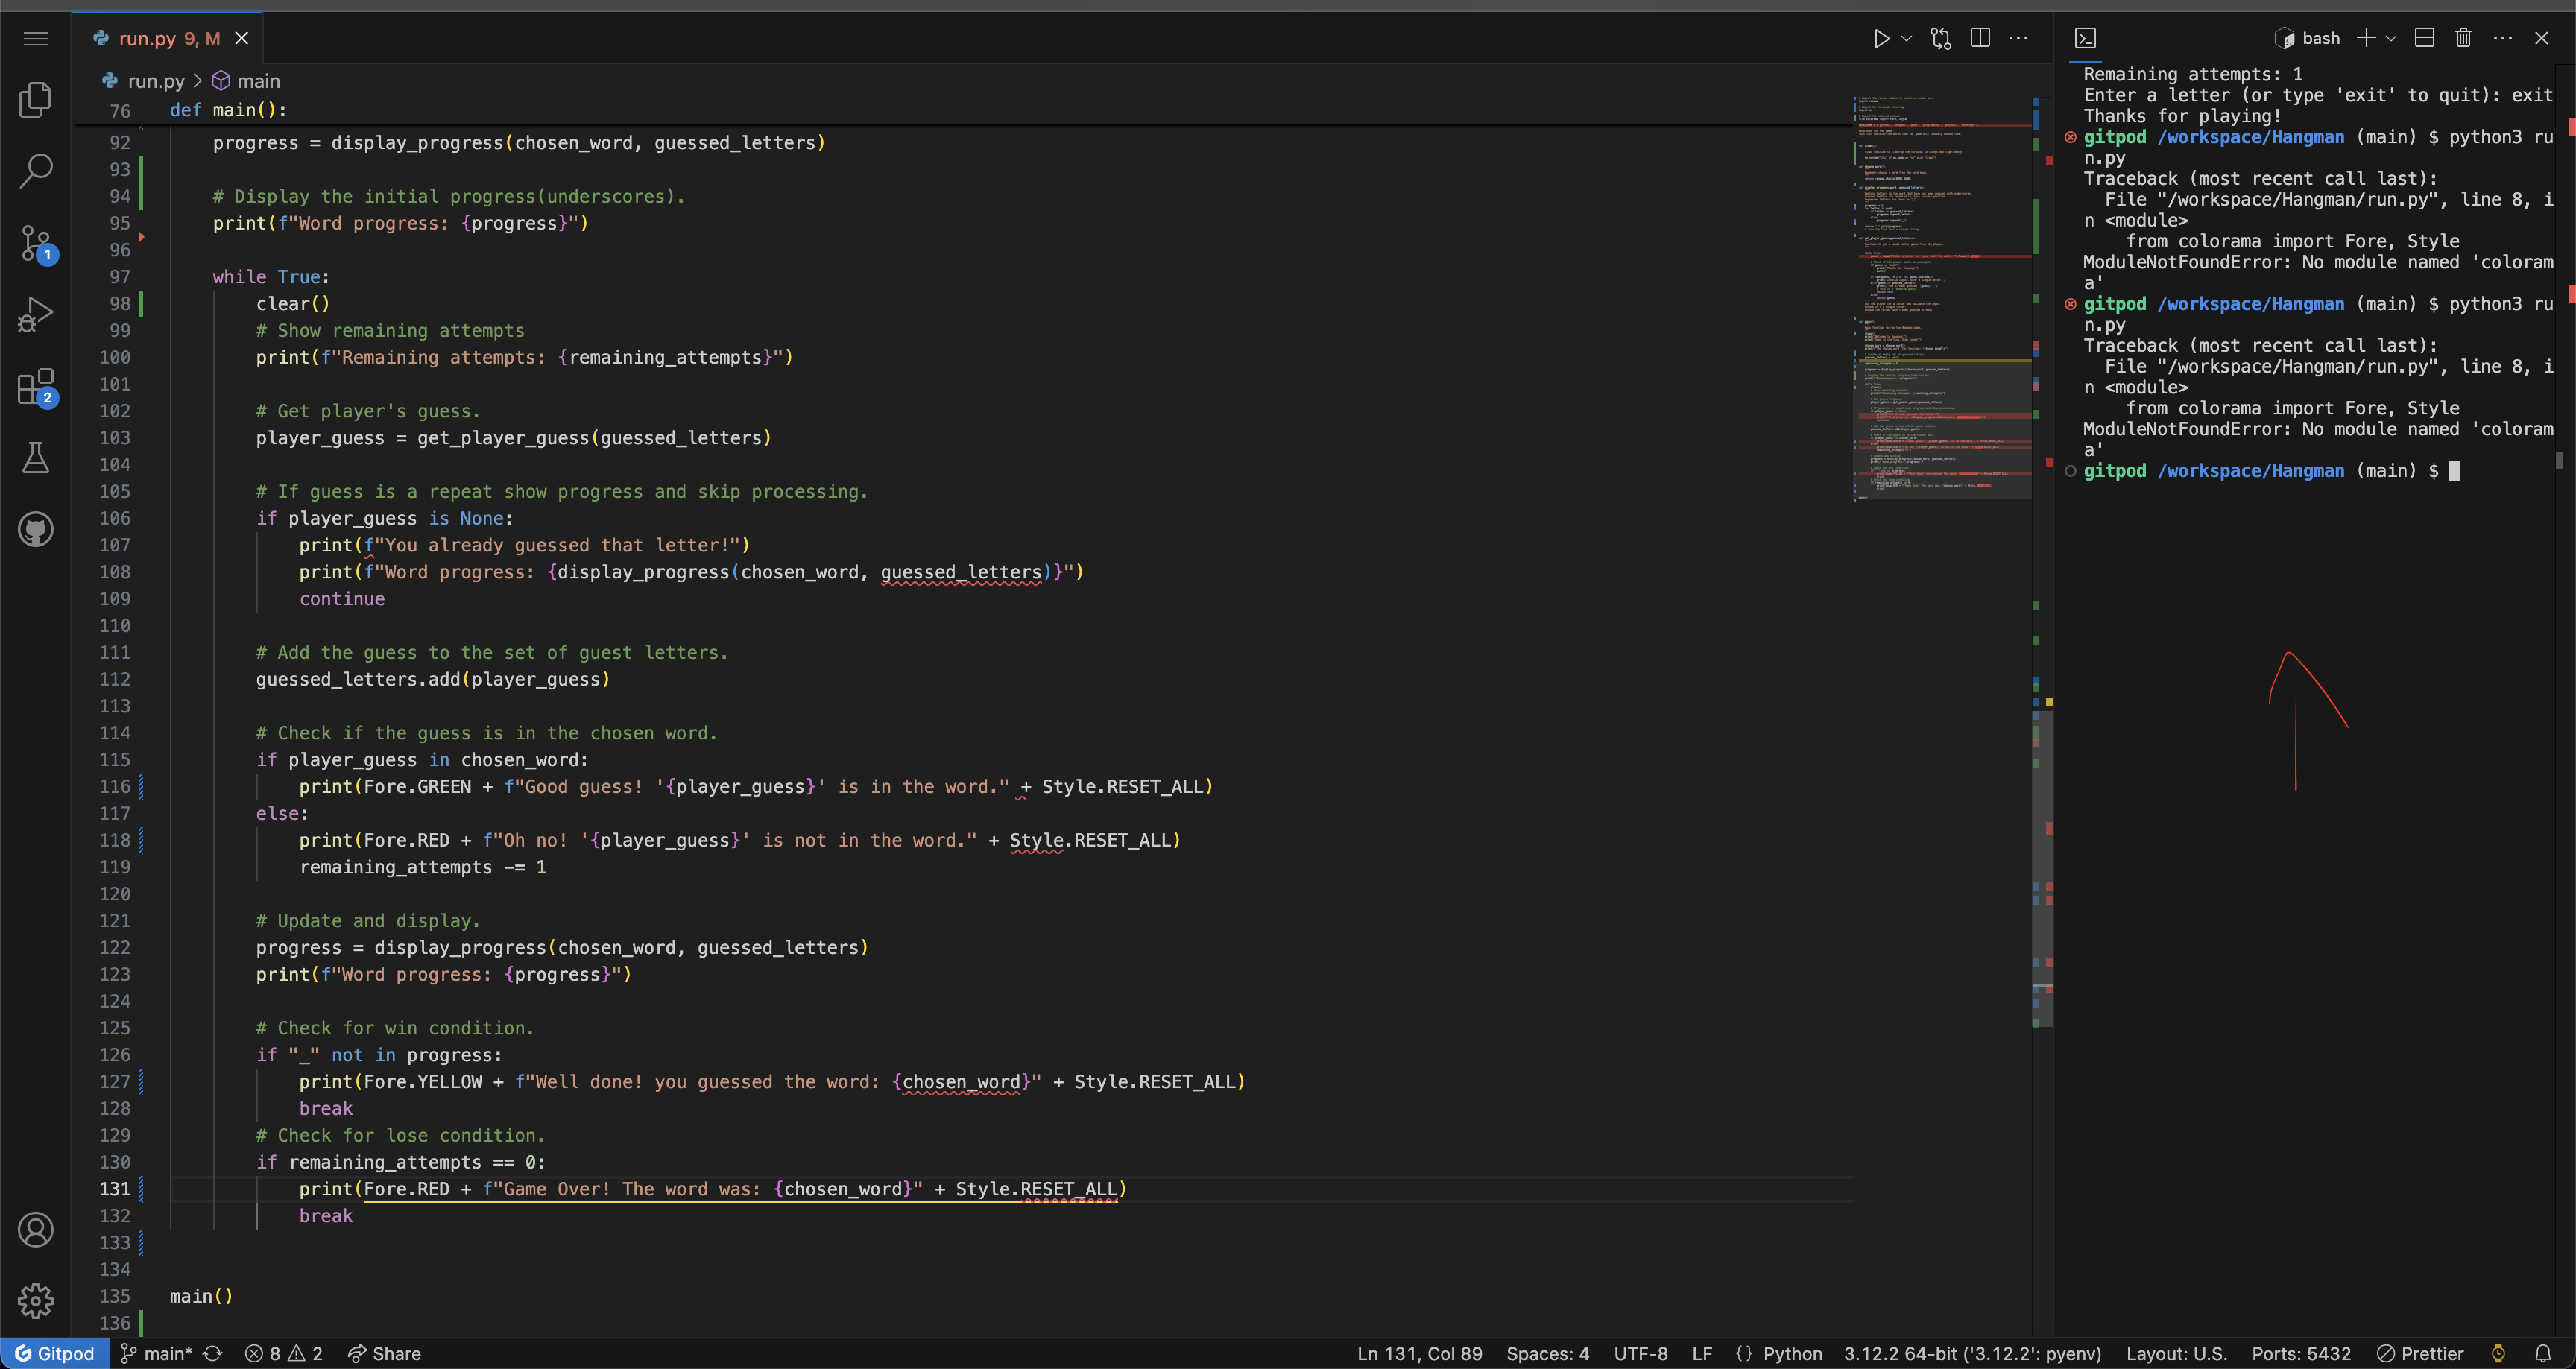 run.py 9, M
bash
run.py > main
76 def main():
92 progress = display_progress(chosen_word, guessed_letters)
93
94 # Display the initial progress(underscores).
95 print(f"Word progress: {progress}")
96
97 while True:
98 clear()
99 # Show remaining attempts
100 print(f"Remaining attempts: {remaining_attempts}")
101
102 # Get player's guess.
103 player_guess = get_player_guess(guessed_letters)
104
105 # If guess is a repeat show progress and skip processing.
106 if player_guess is None:
107 print(f"You already guessed that letter!")
108 print(f"Word progress: {display_progress(chosen_word, guessed_letters)}")
109 continue
110
111 # Add the guess to the set of guest letters.
112 guessed_letters.add(player_guess)
113
114 # Check if the guess is in the chosen word.
115 if player_guess in chosen_word:
116 print(Fore.GREEN + f"Good guess! '{player_guess}' is in the word." + Style.RESET_ALL)
117 else:
118 print(Fore.RED + f"Oh no! '{player_guess}' is not in the word." + Style.RESET_ALL)
119 remaining_attempts -= 1
120
121 # Update and display.
122 progress = display_progress(chosen_word, guessed_letters)
123 print(f"Word progress: {progress}")
124
125 # Check for win condition.
126 if "_" not in progress:
127 print(Fore.YELLOW + f"Well done! you guessed the word: {chosen_word}" + Style.RESET_ALL)
128 break
129 # Check for lose condition.
130 if remaining_attempts == 0:
131 print(Fore.RED + f"Game Over! The word was: {chosen_word}" + Style.RESET_ALL)
132 break
133
134
135 main()
136
Remaining attempts: 1
Enter a letter (or type 'exit' to quit): exit
Thanks for playing!
gitpod /workspace/Hangman (main) $ python3 ru
n.py
Traceback (most recent call last):
File "/workspace/Hangman/run.py", line 8, i
n <module>
from colorama import Fore, Style
ModuleNotFoundError: No module named 'coloram
a'
gitpod /workspace/Hangman (main) $ python3 ru
n.py
Traceback (most recent call last):
File "/workspace/Hangman/run.py", line 8, i
n <module>
from colorama import Fore, Style
ModuleNotFoundError: No module named 'coloram
a'
gitpod /workspace/Hangman (main) $
1
2
Gitpod main* 8 2 Share Ln 131, Col 89 Spaces: 4 UTF-8 LF {} Python 3.12.2 64-bit ('3.12.2': pyenv) Layout: U.S. Ports: 5432 Prettier